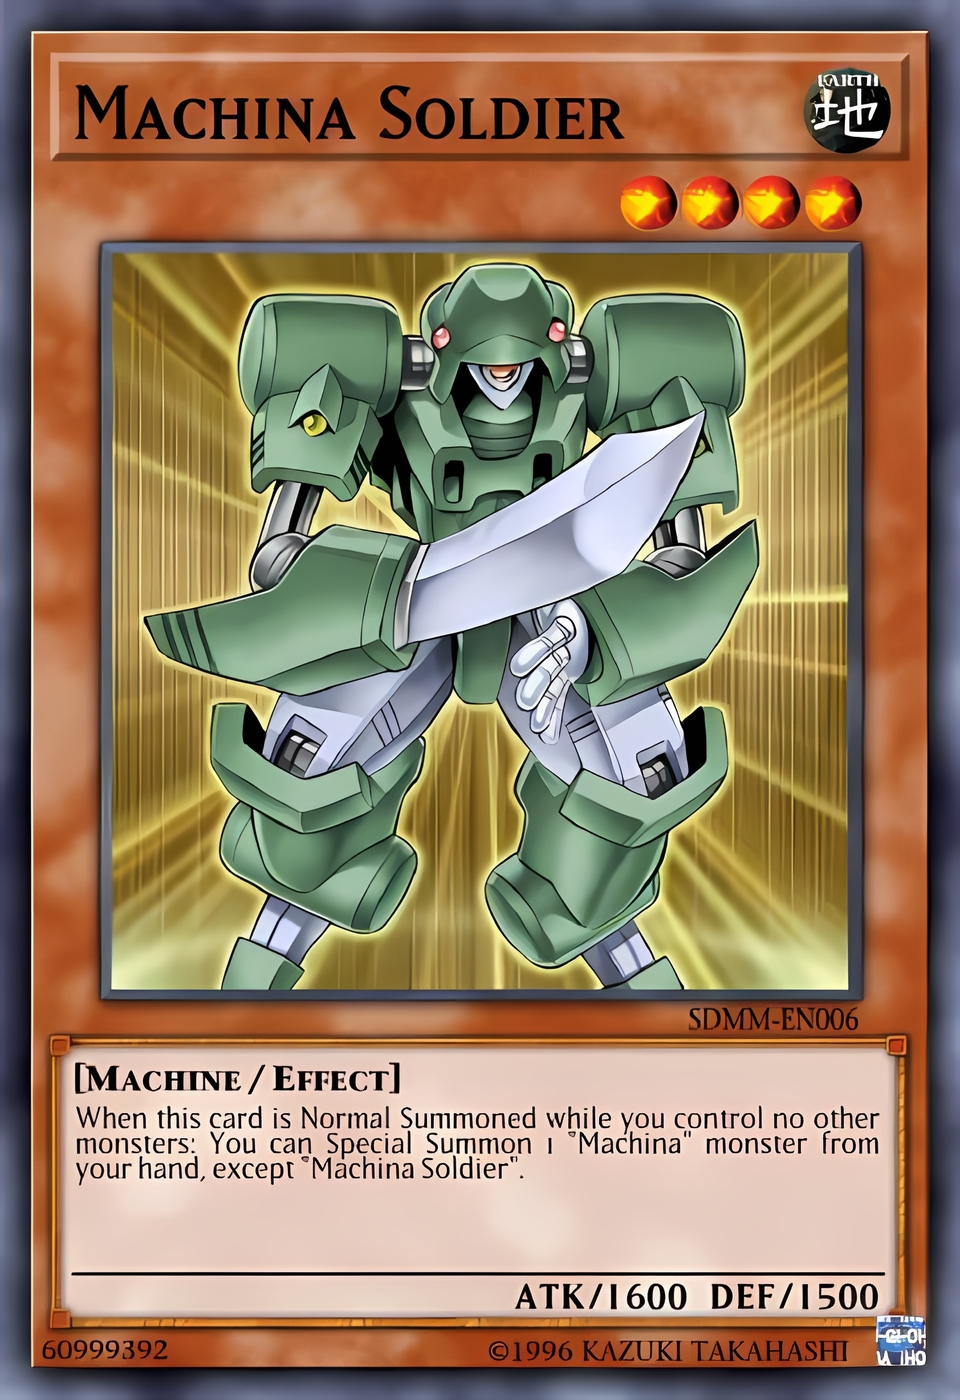 MACHINA SOLDIER
EARTH
地
SDMM-EN006
[MACHINE / EFFECT]
When this card is Normal Summoned while you control no other
monsters: You can Special Summon 1 "Machina" monster from
your hand, except "Machina Soldier".
ATK/1600 DEF/1500
60999392
©1996 KAZUKI TAKAHASHI